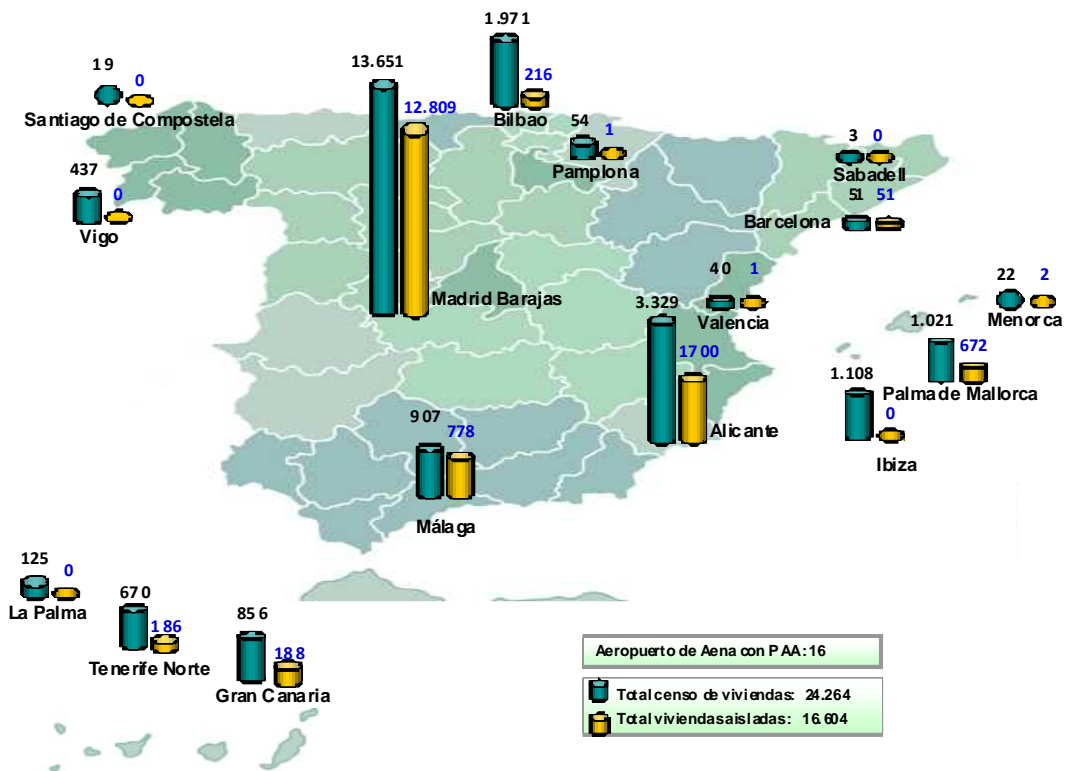 1.971
13.651
216
19
0
12.809
Santiago de Compostela
Bilbao
54
1
Pamplona
3
0
Sabadell
437
0
Vigo
51
51
Barcelona
40
1
Valencia
22
2
Menorca
Madrid Barajas
3.329
1700
Alicante
1.021
672
Palma de Mallorca
1.108
0
Ibiza
907
778
Málaga
125
0
La Palma
670
186
Tenerife Norte
856
188
Gran Canaria
Aeropuerto de Aena con PAA: 16
Total censo de viviendas: 24.264
Total viviendas aisladas: 16.604